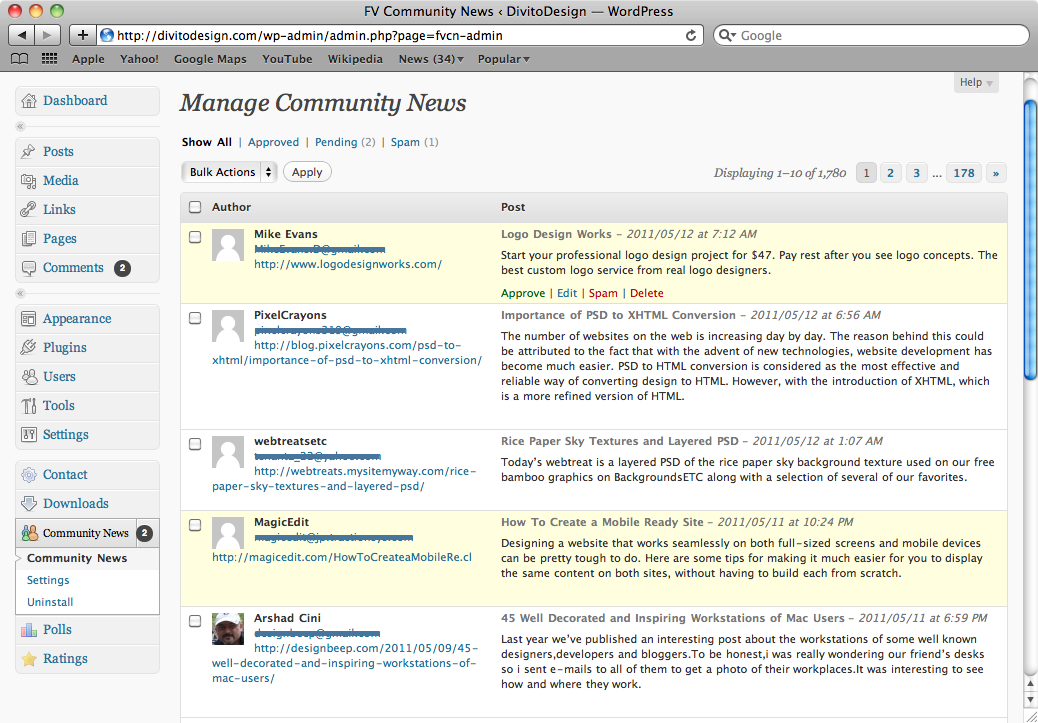 FV Community News ‹ DivitoDesign — WordPress
http://divitodesign.com/wp-admin/admin.php?page=fvcn-admin
Google
Apple Yahoo! Google Maps YouTube Wikipedia News (34)▾ Popular▾
Help
Dashboard
Posts
Media
Links
Pages
Comments 2
Appearance
Plugins
Users
Tools
Settings
Contact
Downloads
Community News 2
Community News
Settings
Uninstall
Polls
Ratings
Manage Community News
Show All | Approved | Pending (2) | Spam (1)
Bulk Actions Apply
Displaying 1–10 of 1,780 1 2 3 ... 178 »
Author Post
Mike Evans
http://www.logodesignworks.com/
Logo Design Works – 2011/05/12 at 7:12 AM
Start your professional logo design project for $47. Pay rest after you see logo concepts. The
best custom logo service from real logo designers.
Approve | Edit | Spam | Delete
PixelCrayons
http://blog.pixelcrayons.com/psd-to-
xhtml/importance-of-psd-to-xhtml-conversion/
Importance of PSD to XHTML Conversion – 2011/05/12 at 6:56 AM
The number of websites on the web is increasing day by day. The reason behind this could
be attributed to the fact that with the advent of new technologies, website development has
become much easier. PSD to HTML conversion is considered as the most effective and
reliable way of converting design to HTML. However, with the introduction of XHTML, which
is a more refined version of HTML.
webtreatsetc
http://webtreats.mysitemyway.com/rice-
paper-sky-textures-and-layered-psd/
Rice Paper Sky Textures and Layered PSD – 2011/05/12 at 1:07 AM
Today's webtreat is a layered PSD of the rice paper sky background texture used on our free
bamboo graphics on BackgroundsETC along with a selection of several of our favorites.
MagicEdit
http://magicedit.com/HowToCreateaMobileRe.cl
How To Create a Mobile Ready Site – 2011/05/11 at 10:24 PM
Designing a website that works seamlessly on both full-sized screens and mobile devices
can be pretty tough to do. Here are some tips for making it much easier for you to display
the same content on both sites, without having to build each from scratch.
Arshad Cini
http://designbeep.com/2011/05/09/45-
well-decorated-and-inspiring-workstations-of-
mac-users/
45 Well Decorated and Inspiring Workstations of Mac Users – 2011/05/11 at 6:59 PM
Last year we've published an interesting post about the workstations of some well known
designers,developers and bloggers.To be honest,i was really wondering our friend's desks
so i sent e-mails to all of them to get a photo of their workplaces.It was interesting to see
how and where they work.